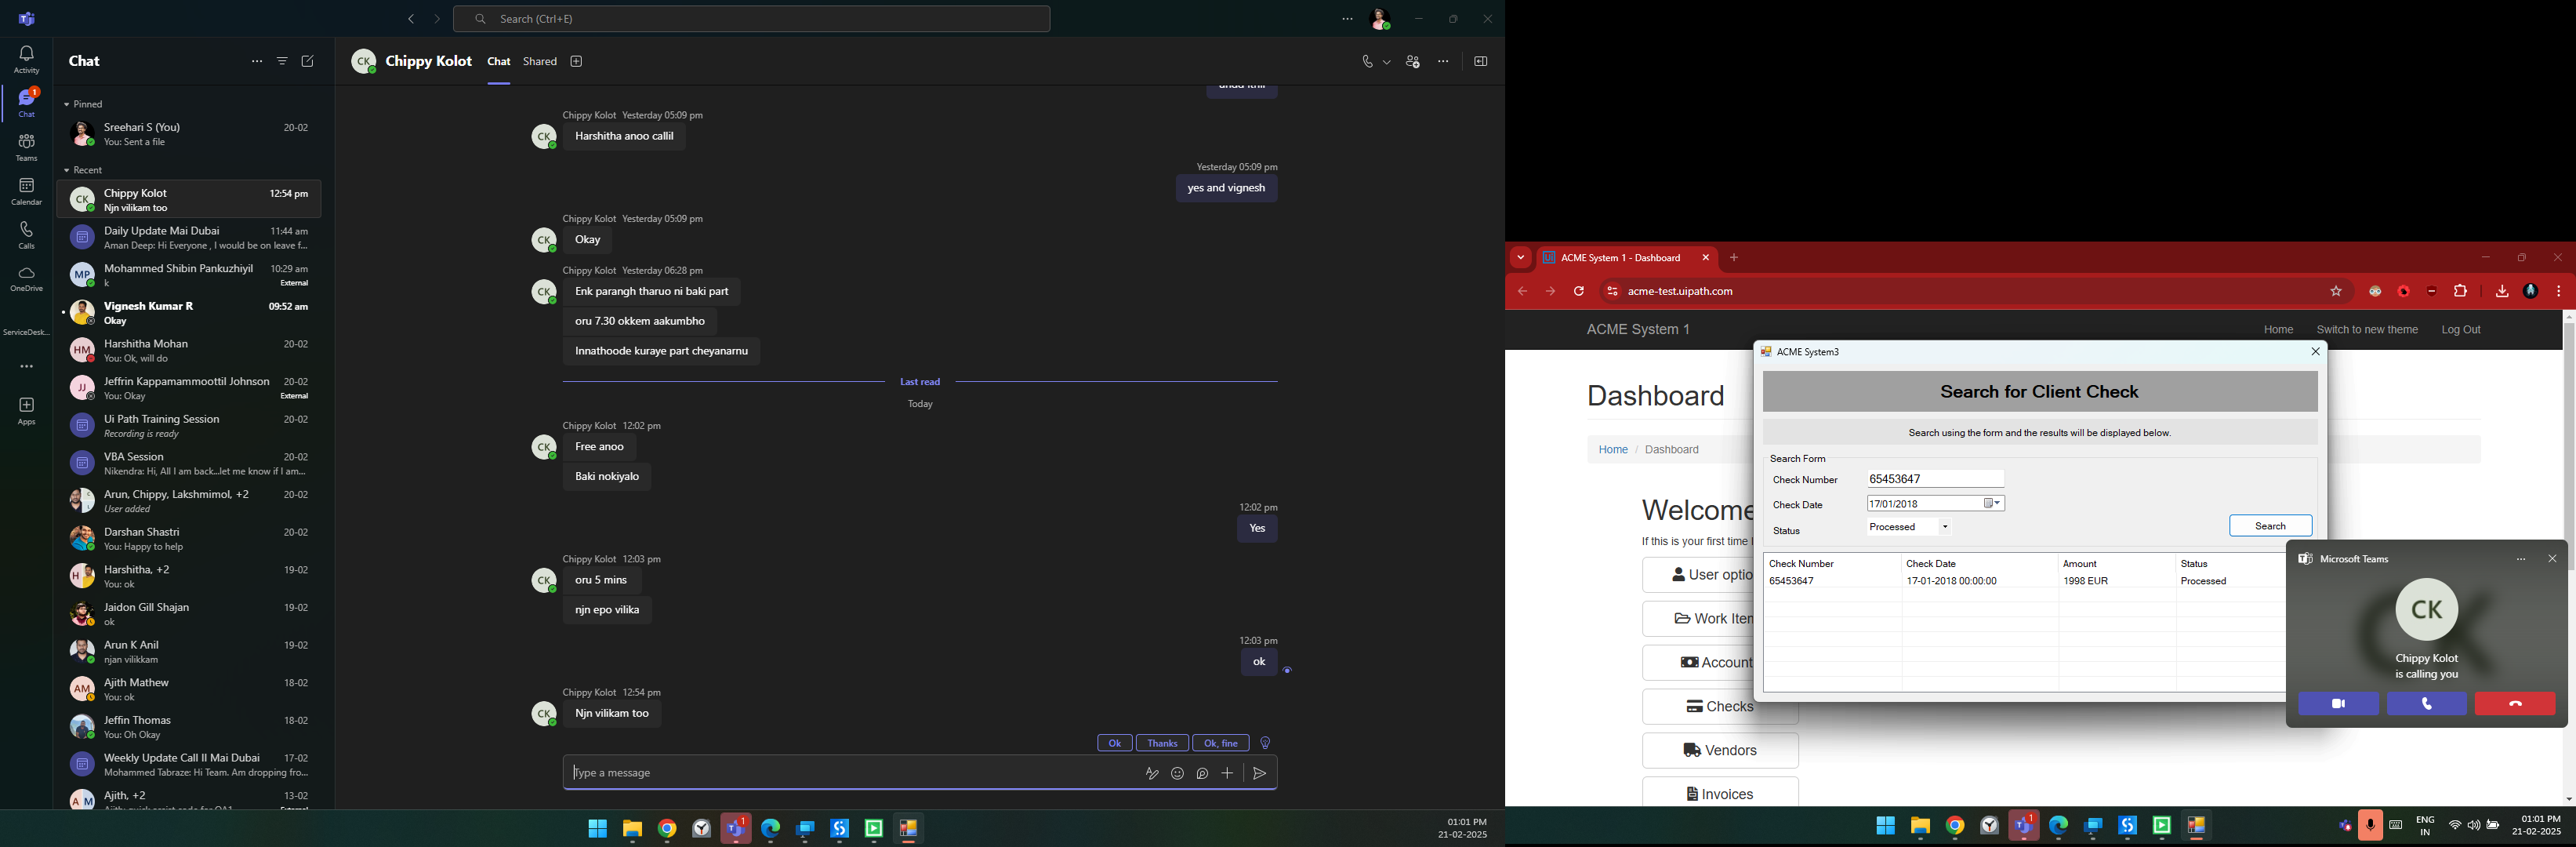 Search (Ctrl+E)
Activity
1
Chat
Teams
Calendar
Calls
OneDrive
ServiceDesk...
Apps
Chat
Pinned
Sreehari S (You) 20-02
You: Sent a file
Recent
CK Chippy Kolot 12:54 pm
Njn vilikam too
Daily Update Mai Dubai 11:44 am
Aman Deep: Hi Everyone , I would be on leave f...
MP Mohammed Shibin Pankuzhiyil 10:29 am
k External
Vignesh Kumar R 09:52 am
Okay
HM Harshitha Mohan 20-02
You: Ok, will do
JJ Jeffrin Kappamammoottil Johnson 20-02
You: Okay External
Ui Path Training Session 20-02
Recording is ready
VBA Session 20-02
Nikendra: Hi, All I am back...let me know if I am...
Arun, Chippy, Lakshmimol, +2 20-02
User added
Darshan Shastri 20-02
You: Happy to help
H Harshitha, +2 19-02
You: ok
Jaidon Gill Shajan 19-02
ok
Arun K Anil 19-02
njan vilikkam
AM Ajith Mathew 18-02
You: ok
Jeffin Thomas 18-02
You: Oh Okay
Weekly Update Call II Mai Dubai 17-02
Mohammed Tabraze: Hi Team. Am dropping fro...
A M Ajith, +2 13-02
CK Chippy Kolot Chat Shared
Chippy Kolot Yesterday 05:09 pm
CK Harshitha anoo callil
Yesterday 05:09 pm
yes and vignesh
Chippy Kolot Yesterday 05:09 pm
CK Okay
Chippy Kolot Yesterday 06:28 pm
CK Enk parangh tharuo ni baki part
oru 7.30 okkem aakumbho
Innathoode kuraye part cheyanarnu
Last read
Today
Chippy Kolot 12:02 pm
CK Free anoo
Baki nokiyalo
12:02 pm
Yes
Chippy Kolot 12:03 pm
CK oru 5 mins
njn epo vilika
12:03 pm
ok
Chippy Kolot 12:54 pm
CK Njn vilikam too
Ok Thanks Ok, fine
Type a message
1
01:01 PM
21-02-2025
ACME System 1 - Dashboard
acme-test.uipath.com
ACME System 1 Home Switch to new theme Log Out
Dashboard
Home / Dashboard
Welcome
If this is your first time
User optio
Work Iten
Account
Checks
Vendors
Invoices
ACME System3
Search for Client Check
Search using the form and the results will be displayed below.
Search Form
Check Number 65453647
Check Date 17/01/2018
Status Processed
Search
Check Number Check Date Amount Status
65453647 17-01-2018 00:00:00 1998 EUR Processed
Microsoft Teams
CK
Chippy Kolot
is calling you
1
ENG
IN
01:01 PM
21-02-2025